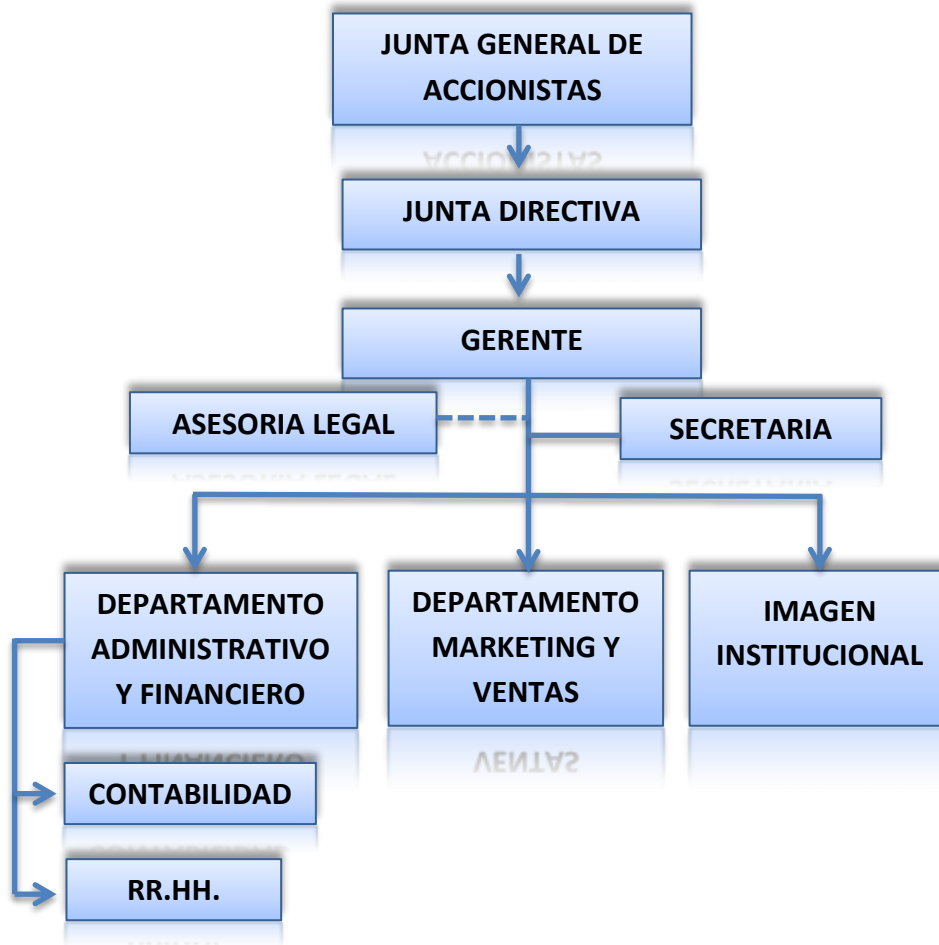 JUNTA GENERAL DE
ACCIONISTAS
JUNTA DIRECTIVA
GERENTE
ASESORIA LEGAL
SECRETARIA
DEPARTAMENTO
ADMINISTRATIVO
Y FINANCIERO
DEPARTAMENTO
MARKETING Y
VENTAS
IMAGEN
INSTITUCIONAL
CONTABILIDAD
RR.HH.